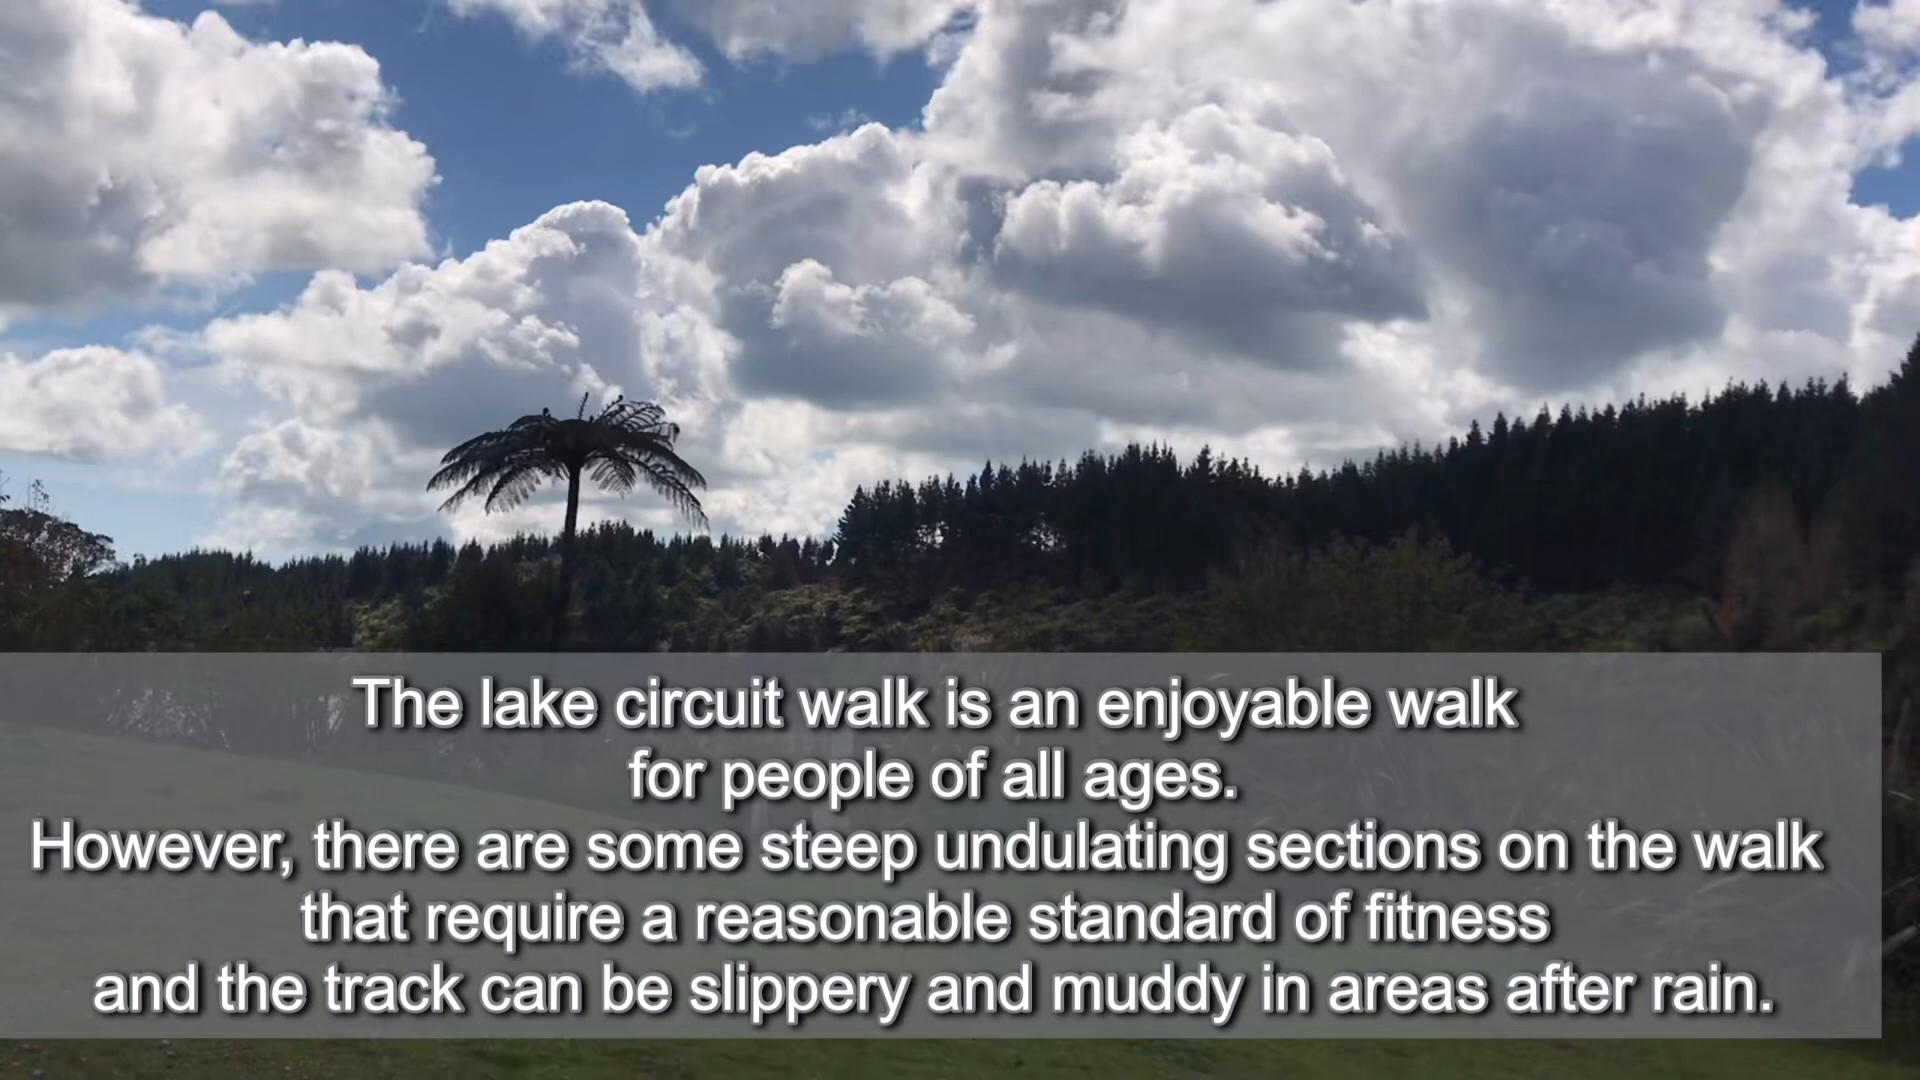 The lake circuit walk is an enjoyable walk
for people of all ages.
However, there are some steep undulating sections on the walk
that require a reasonable standard of fitness
and the track can be slippery and muddy in areas after rain.